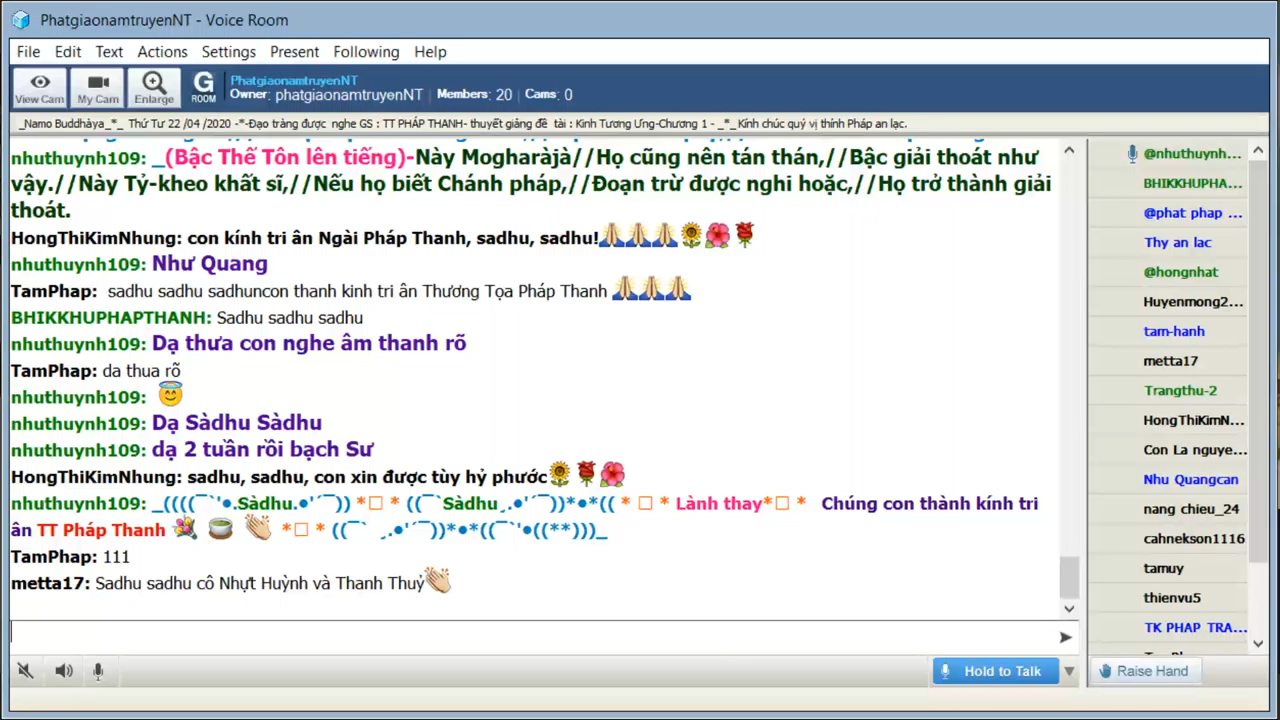 PhatgiaonamtruyenNT - Voice Room
File Edit Text Actions Settings Present Following Help
View Cam My Cam Enlarge G ROOM
PhatgiaonamtruyenNT
Owner: phatgiaonamtruyenNT Members: 20 Cams: 0
_Namo Buddhàya_*_ Thứ Tư 22 /04 /2020 -*-Đạo tràng được nghe GS : TT PHÁP THANH- thuyết giảng đề tài : Kinh Tương Ưng-Chương 1 - _*_Kính chúc quý vị thính Pháp an lạc.
nhuthuynh109: _(Bậc Thế Tôn lên tiếng)-Này Mogharàjà//Họ cũng nên tán thán,//Bậc giải thoát như
vậy.//Này Tỷ-kheo khất sĩ,//Nếu họ biết Chánh pháp,//Đoạn trừ được nghi hoặc,//Họ trở thành giải
thoát.
HongThiKimNhung: con kính tri ân Ngài Pháp Thanh, sadhu, sadhu!🙏🙏🙏🌻🌺🌹
nhuthuynh109: Như Quang
TamPhap: sadhu sadhu sadhuncon thanh kinh tri ân Thương Tọa Pháp Thanh 🙏🙏🙏
BHIKKHUPHAPTHANH: Sadhu sadhu sadhu
nhuthuynh109: Dạ thưa con nghe âm thanh rõ
TamPhap: da thua rõ
nhuthuynh109: 😇
nhuthuynh109: Dạ Sàdhu Sàdhu
nhuthuynh109: dạ 2 tuần rồi bạch Sư
HongThiKimNhung: sadhu, sadhu, con xin được tùy hỷ phước🌻🌹🌺
nhuthuynh109: _((((¯`'•.Sàdhu.•'´¯)) *□ * ((¯`Sàdhu¸.•'´¯))*•*(( * □ * Lành thay*□ * Chúng con thành kính tri
ân TT Pháp Thanh 💐 🍵 👏 *□ * ((¯` ¸.•'´¯))*•*((¯`'•((**)))_
TamPhap: 111
metta17: Sadhu sadhu cô Nhựt Huỳnh và Thanh Thuỷ👏
@nhuthuynh...
BHIKKHUPHA...
@phat phap ...
Thy an lac
@hongnhat
Huyenmong2...
tam-hanh
metta17
Trangthu-2
HongThiKimN...
Con La nguye...
Nhu Quangcan
nang chieu_24
cahnekson1116
tamuy
thienvu5
TK PHAP TRA...
Hold to Talk
Raise Hand